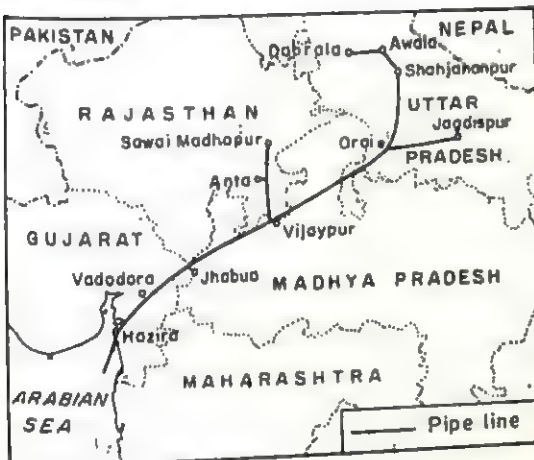 PAKISTAN
NEPAL
Dabrala
Awala
Shahjahanpur
RAJASTHAN
UTTAR
Sawai Madhopur
Jagdispur
Orai
PRADESH.
Anta
Vijaypur
GUJARAT
Jhabua
Vadodora
MADHYA PRADESH
Hazira
MAHARASHTRA
ARABIAN
SEA
Pipe line